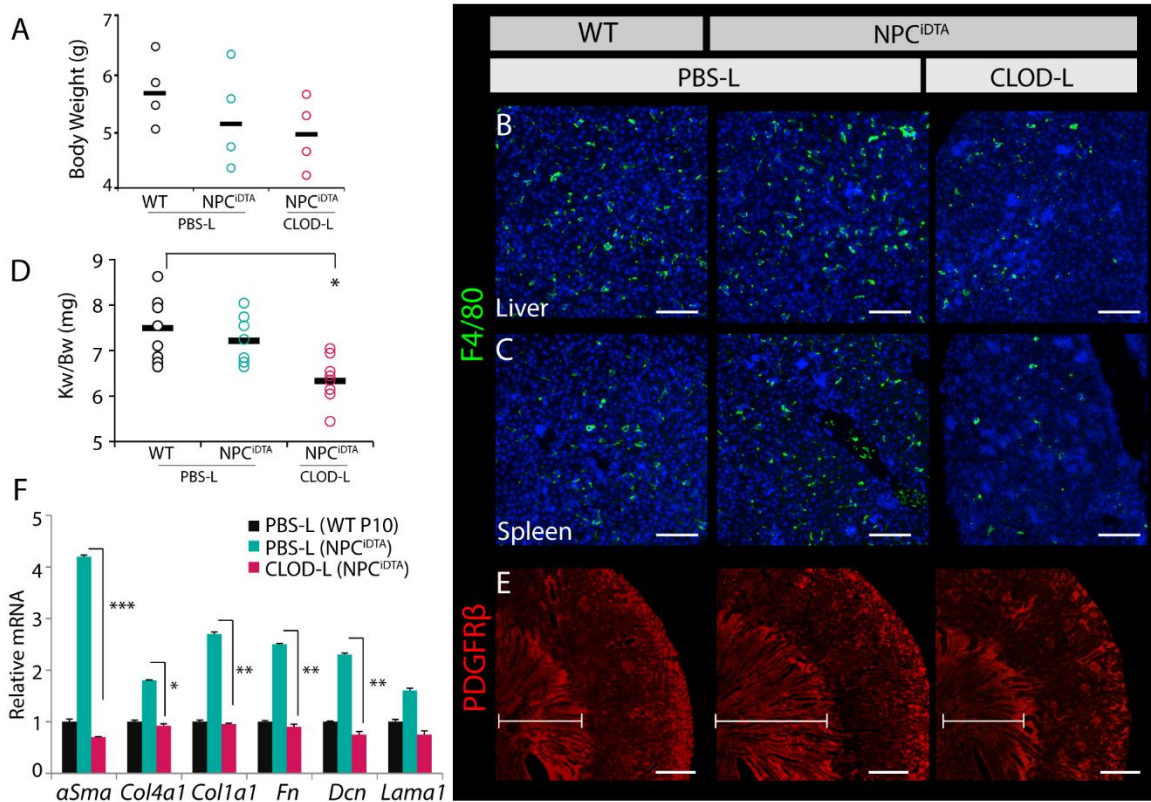 A
Body Weight (g)
7
6
5
4
WT
NPCiDTA
NPCiDTA
PBS-L
CLOD-L
D
Kw/Bw (mg)
9
8
7
6
5
*
WT
NPCiDTA
NPCiDTA
PBS-L
CLOD-L
F
Relative mRNA
5
4
3
2
1
0
PBS-L (WT P10)
PBS-L (NPCiDTA)
CLOD-L (NPCiDTA)
***
*
**
**
**
αSma Col4a1 Col1a1 Fn Dcn Lama1
WT
NPCiDTA
PBS-L
CLOD-L
F4/80
B
Liver
C
Spleen
PDGFRβ
E